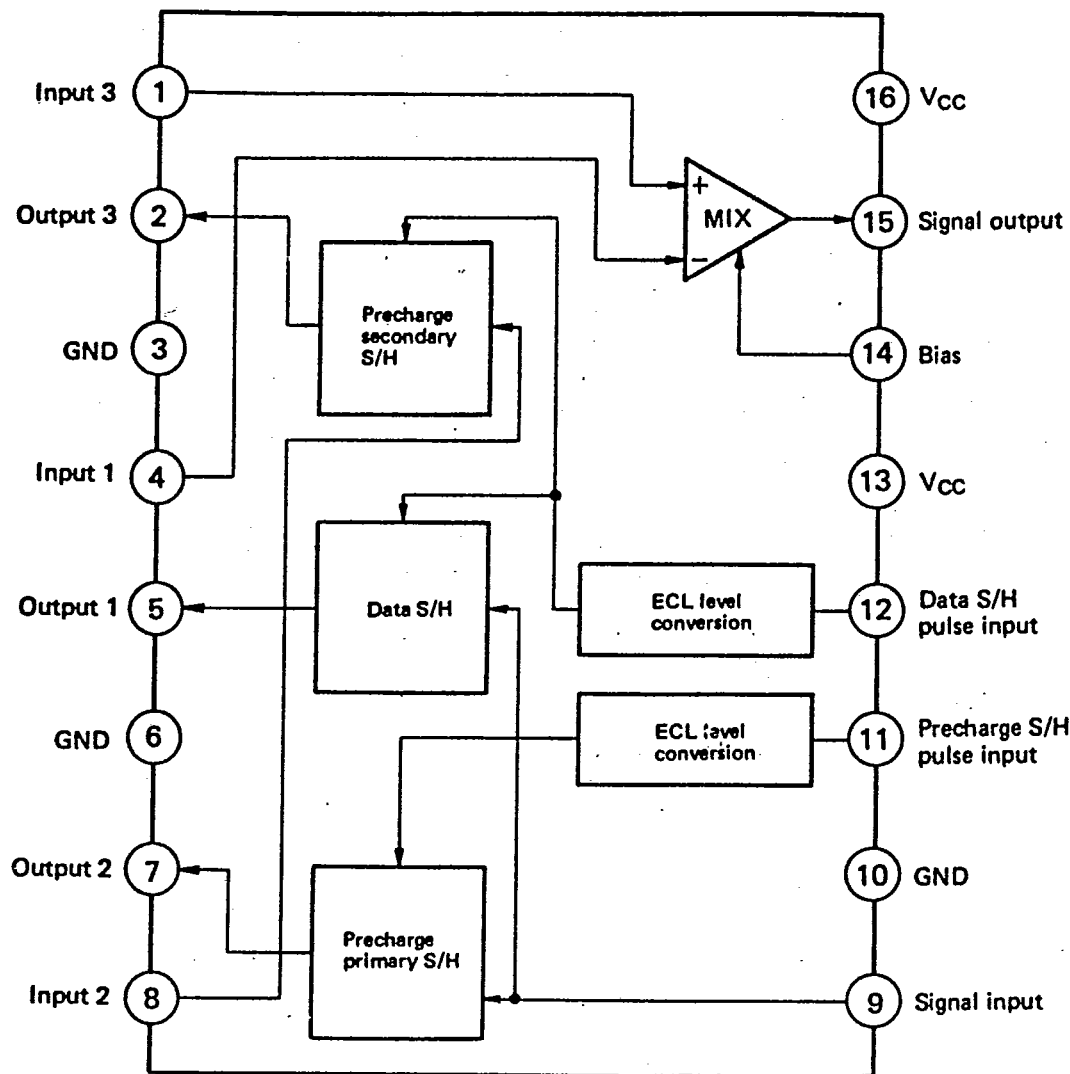 Input 3
1
Output 3
2
GND
3
Input 1
4
Output 1
5
GND
6
Output 2
7
Input 2
8
Precharge
secondary
S/H
Data S/H
Precharge
primary S/H
+
MIX
−
ECL level
conversion
ECL level
conversion
16
VCC
15
Signal output
14
Bias
13
VCC
12
Data S/H
pulse input
11
Precharge S/H
pulse input
10
GND
9
Signal input